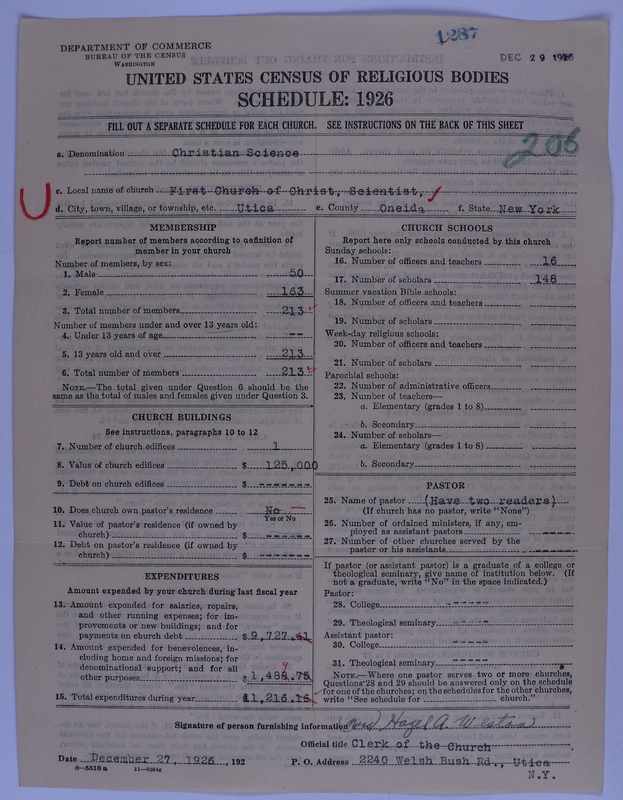 1287
DEC 29 1926
DEPARTMENT OF COMMERCE
BUREAU OF THE CENSUS
WASHINGTON
UNITED STATES CENSUS OF RELIGIOUS BODIES
SCHEDULE: 1926
FILL OUT A SEPARATE SCHEDULE FOR EACH CHURCH. SEE INSTRUCTIONS ON THE BACK OF THIS SHEET
206
a. Denomination Christian Science
c. Local name of church First Church of Christ, Scientist,
d. City, town, village, or township, etc. Utica e. County Oneida f. State New York
MEMBERSHIP
Report number of members according to definition of
member in your church
Number of members, by sex:
1. Male 50
2. Female 163
3. Total number of members 213
Number of members under and over 13 years old:
4. Under 13 years of age --
5. 13 years old and over 213
6. Total number of members 213
NOTE.—The total given under Question 6 should be the
same as the total of males and females given under Question 3.
CHURCH BUILDINGS
See instructions, paragraphs 10 to 12
7. Number of church edifices 1
8. Value of church edifices $ 125,000
9. Debt on church edifices $ -------
10. Does church own pastor's residence No
Yes or No
11. Value of pastor's residence (if owned by
church) $ ------
12. Debt on pastor's residence (if owned by
church) $ -------
EXPENDITURES
Amount expended by your church during last fiscal year
13. Amount expended for salaries, repairs,
and other running expenses; for im-
provements or new buildings; and for
payments on church debt $9,727.41
14. Amount expended for benevolences, in-
cluding home and foreign missions; for
denominational support; and for all
9
other purposes $1,488.75
15. Total expenditures during year $11,216.16
CHURCH SCHOOLS
Report here only schools conducted by this church
Sunday schools:
16. Number of officers and teachers 16
17. Number of scholars 148
Summer vacation Bible schools:
18. Number of officers and teachers
19. Number of scholars
Week-day religious schools:
20. Number of officers and teachers
21. Number of scholars
Parochial schools:
22. Number of administrative officers
23. Number of teachers—
a. Elementary (grades 1 to 8)
b. Secondary
24. Number of scholars—
a. Elementary (grades 1 to 8)
b. Secondary
PASTOR
25. Name of pastor (Have two readers)
(If church has no pastor, write "None")
26. Number of ordained ministers, if any, em-
ployed as assistant pastors -----
27. Number of other churches served by the
pastor or his assistants -----
If pastor (or assistant pastor) is a graduate of a college or
theological seminary, give name of institution below. (If
not a graduate, write "No" in the space indicated.)
Pastor:
28. College -----
29. Theological seminary -----
Assistant pastor:
30. College -----
31. Theological seminary -----
NOTE.—Where one pastor serves two or more churches,
Questions 28 and 29 should be answered only on the schedule
for one of the churches; on the schedules for the other churches,
write "See schedule for church."
Signature of person furnishing information Mrs. Hazel A. Weston
Official title Clerk of the Church
Date December 27, 1926 , 192 P. O. Address 2240 Welsh Bush Rd., Utica
N.Y.
8-5518a 11-9164a